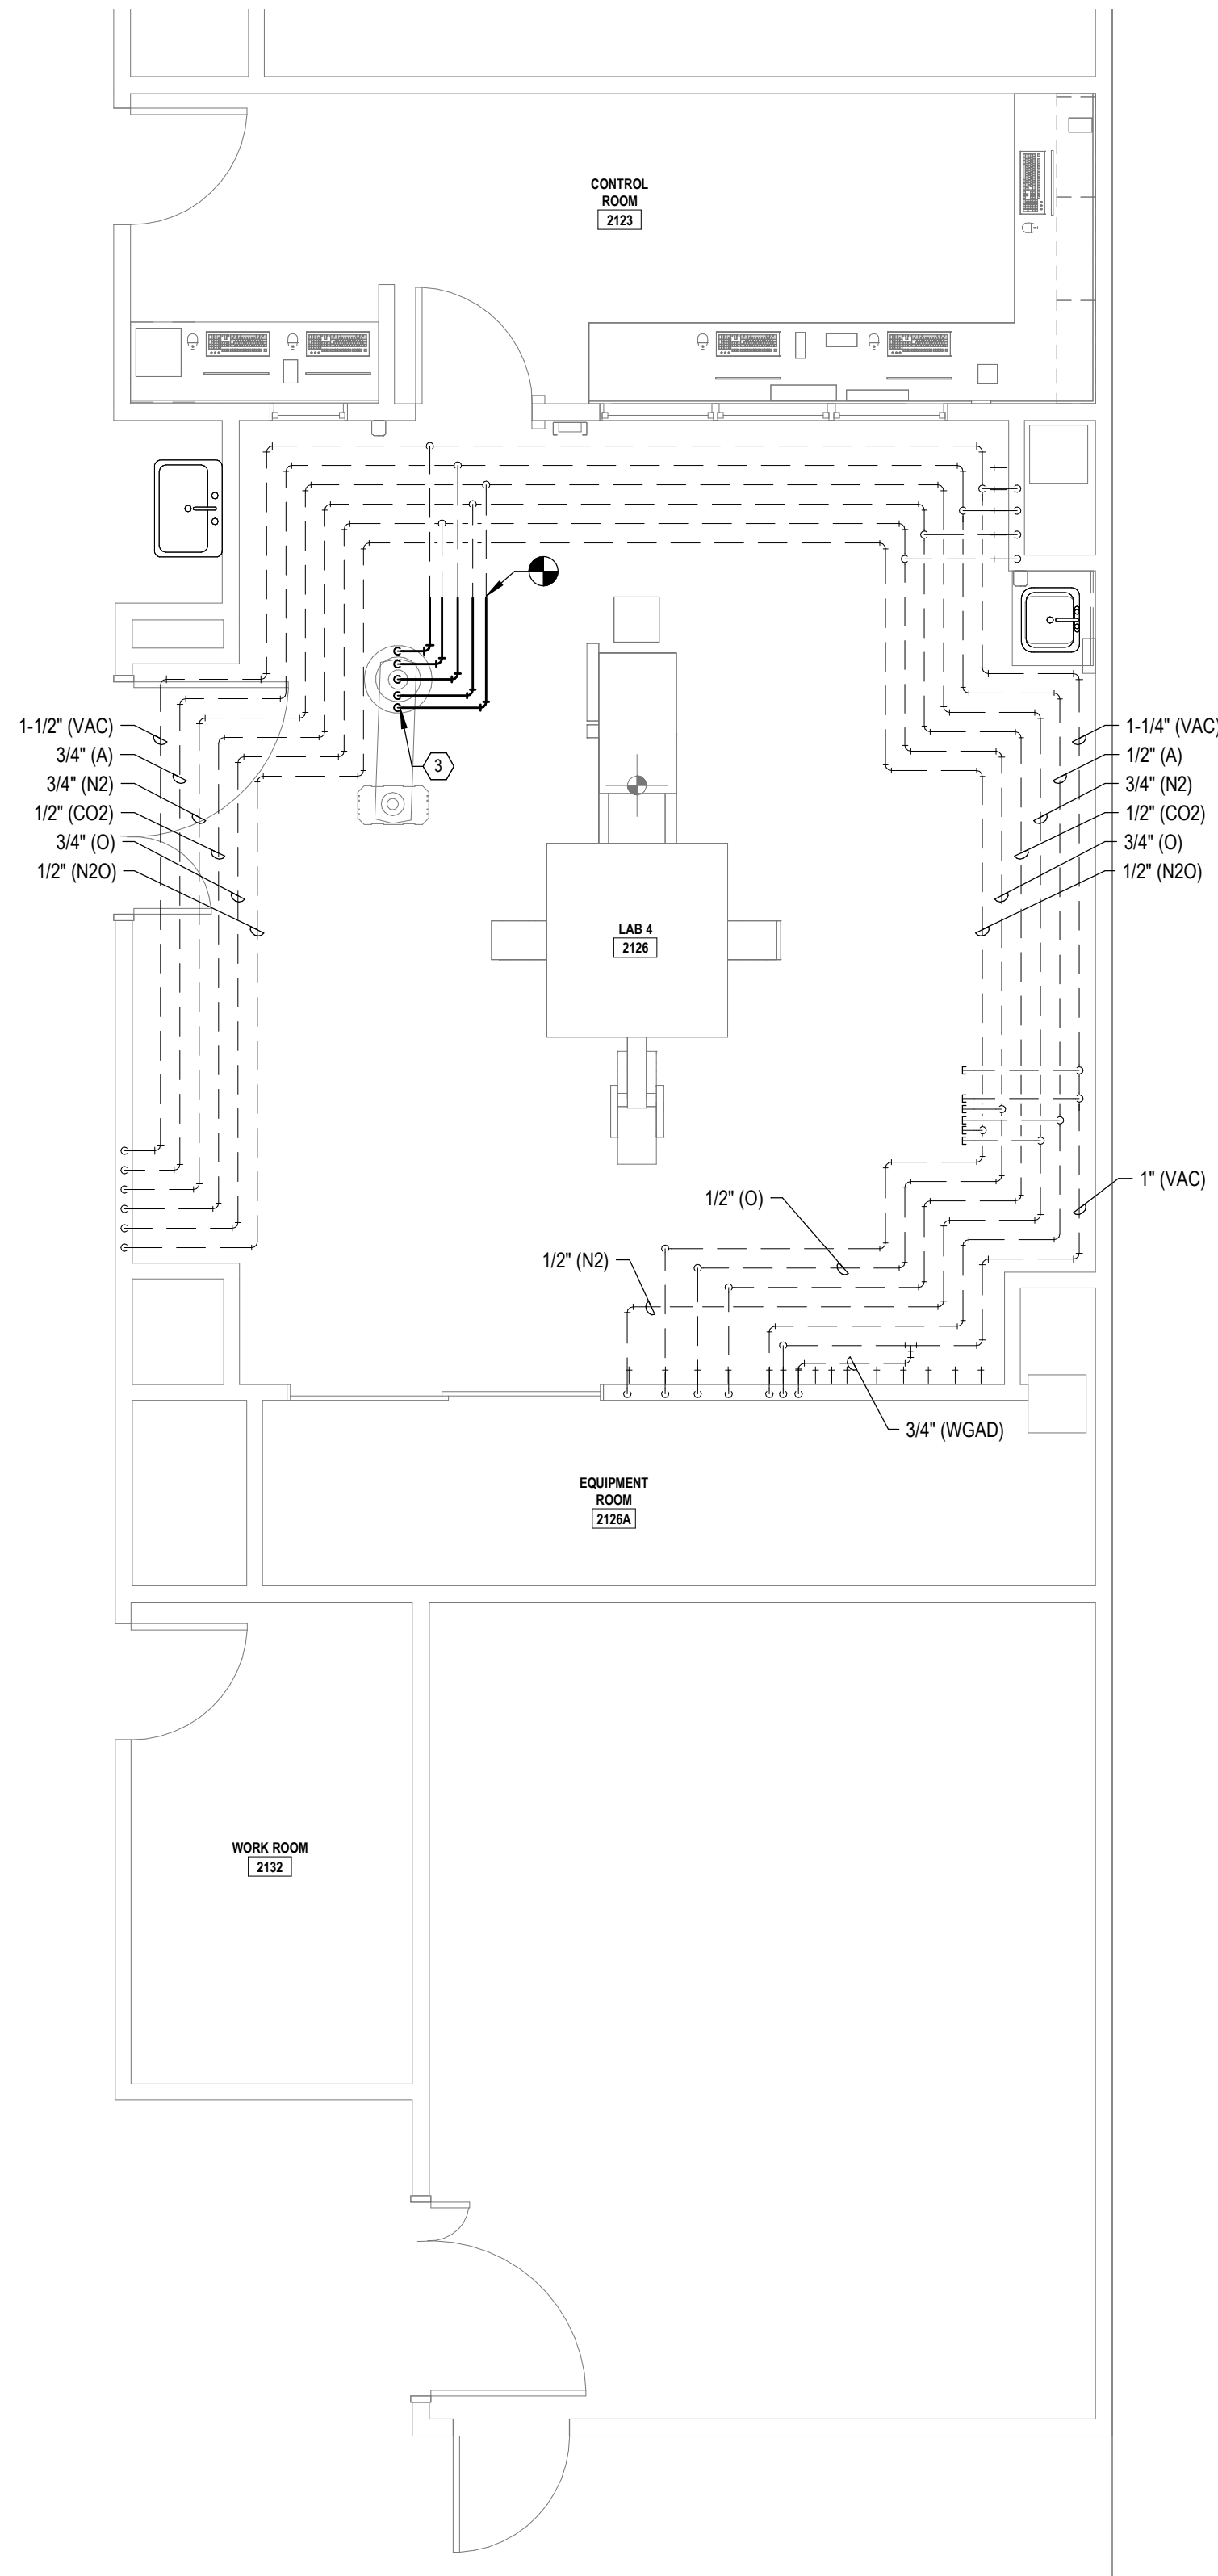 CONTROL
ROOM
2123
1-1/2" (VAC)
3/4" (A)
3/4" (N2)
1/2" (CO2)
3/4" (O)
1/2" (N2O)
3
1-1/4" (VAC)
1/2" (A)
3/4" (N2)
1/2" (CO2)
3/4" (O)
1/2" (N2O)
LAB 4
2126
1" (VAC)
1/2" (O)
1/2" (N2)
3/4" (WGAD)
EQUIPMENT
ROOM
2126A
WORK ROOM
2132